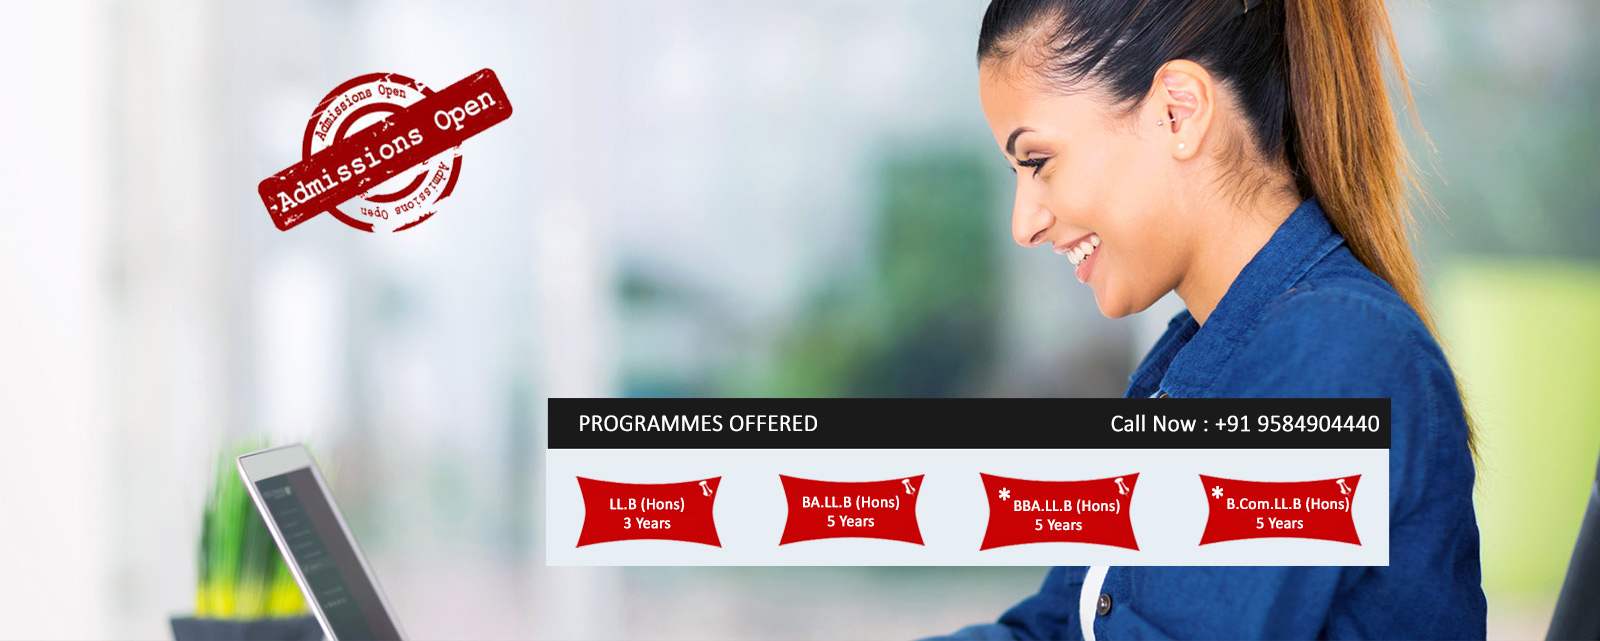 Admissions Open
Admissions Open
Admissions Open
PROGRAMMES OFFERED
Call Now : +91 9584904440
LL.B (Hons)
3 Years
BA.LL.B (Hons)
5 Years
* BBA.LL.B (Hons)
5 Years
* B.Com.LL.B (Hons)
5 Years